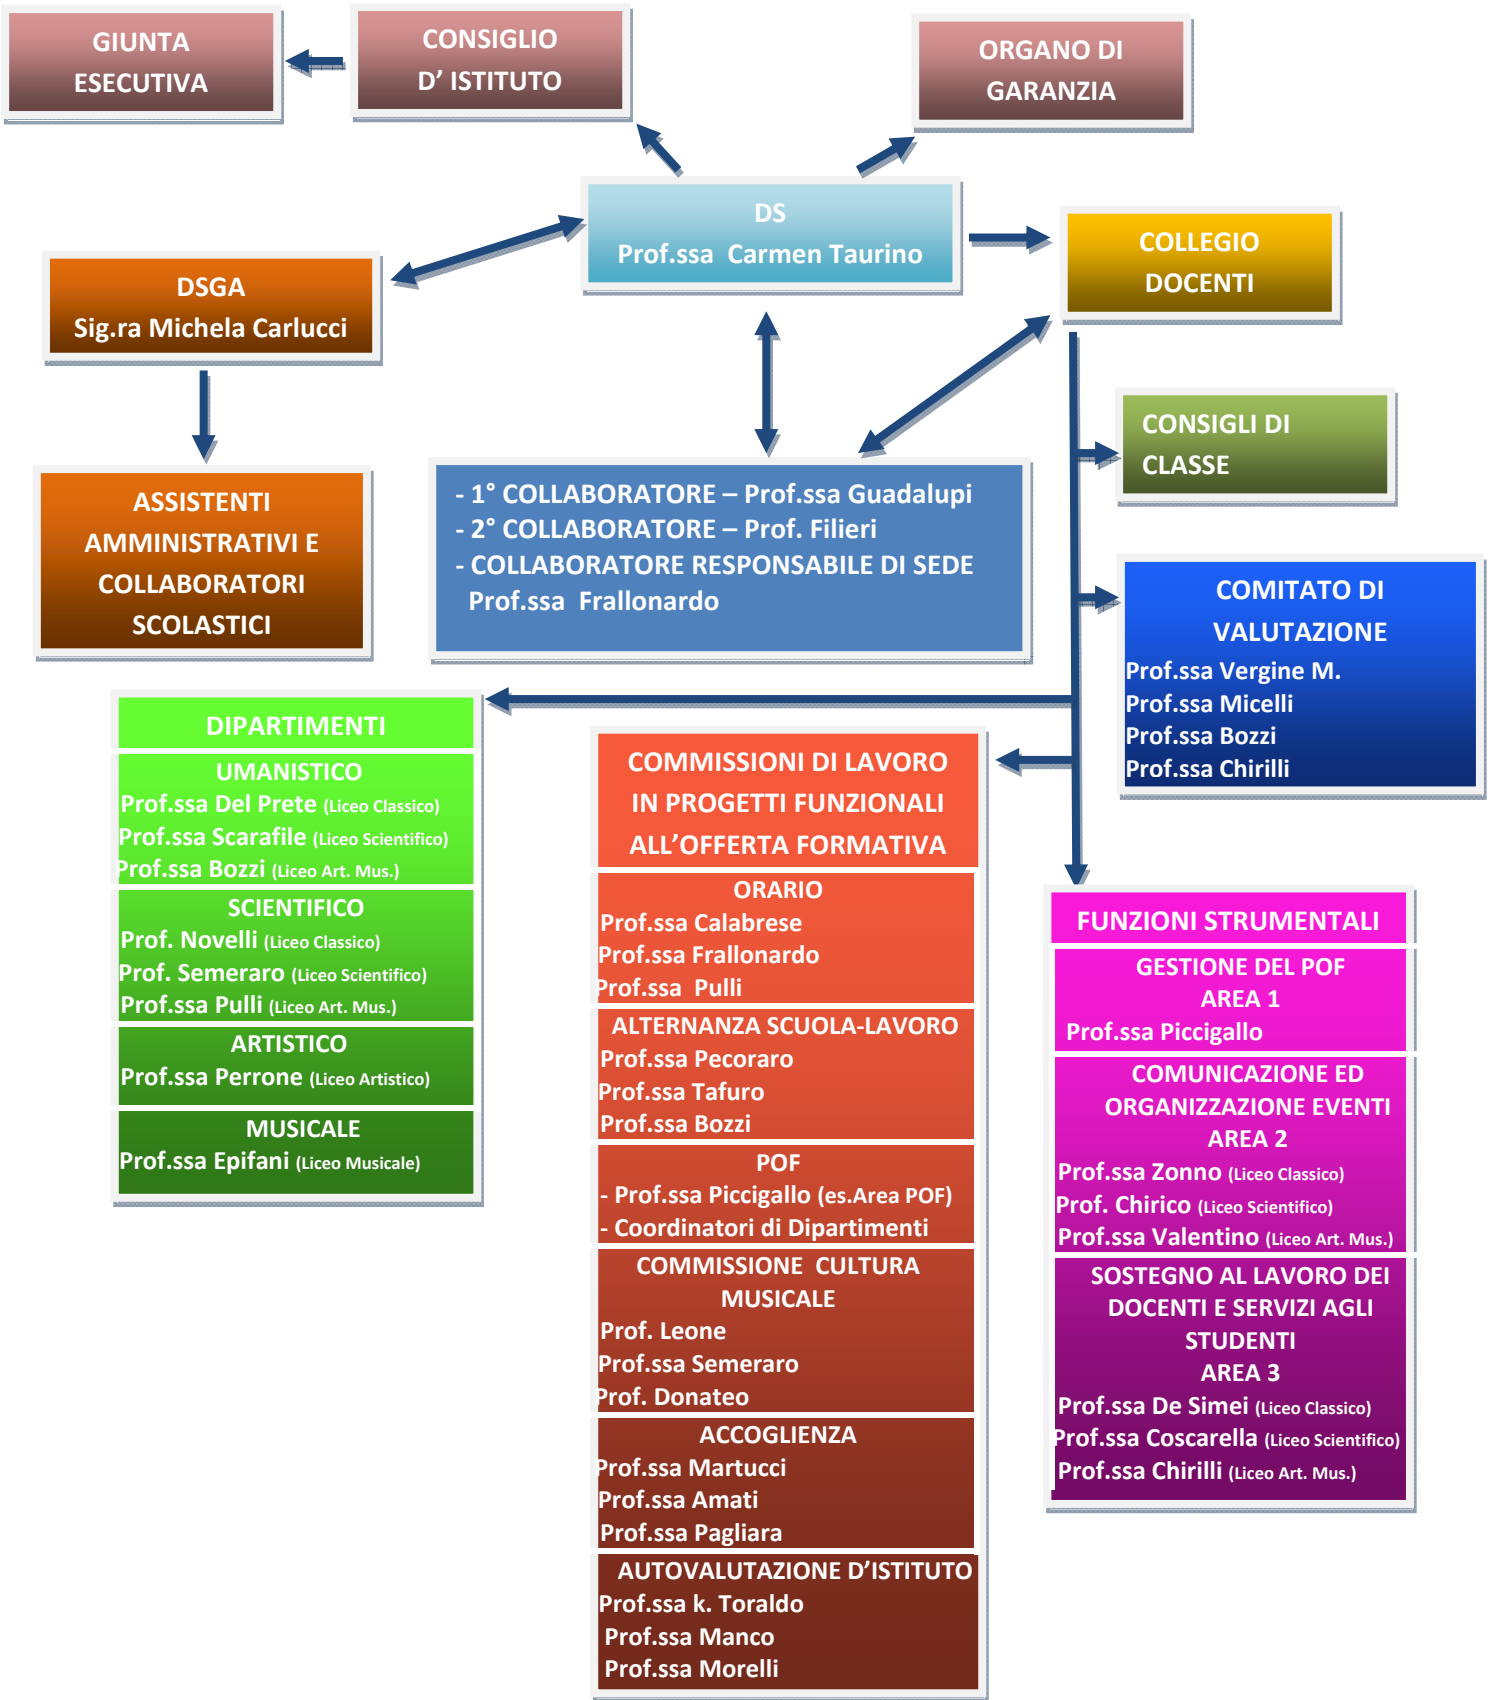 GIUNTA
ESECUTIVA
CONSIGLIO
D’ ISTITUTO
ORGANO DI
GARANZIA
DS
Prof.ssa Carmen Taurino
COLLEGIO
DOCENTI
DSGA
Sig.ra Michela Carlucci
CONSIGLI DI
CLASSE
ASSISTENTI
AMMINISTRATIVI E
COLLABORATORI
SCOLASTICI
- 1° COLLABORATORE – Prof.ssa Guadalupi
- 2° COLLABORATORE – Prof. Filieri
- COLLABORATORE RESPONSABILE DI SEDE
Prof.ssa Frallonardo
COMITATO DI
VALUTAZIONE
Prof.ssa Vergine M.
Prof.ssa Micelli
Prof.ssa Bozzi
Prof.ssa Chirilli
DIPARTIMENTI
UMANISTICO
Prof.ssa Del Prete (Liceo Classico)
Prof.ssa Scarafile (Liceo Scientifico)
Prof.ssa Bozzi (Liceo Art. Mus.)
SCIENTIFICO
Prof. Novelli (Liceo Classico)
Prof. Semeraro (Liceo Scientifico)
Prof.ssa Pulli (Liceo Art. Mus.)
ARTISTICO
Prof.ssa Perrone (Liceo Artistico)
MUSICALE
Prof.ssa Epifani (Liceo Musicale)
COMMISSIONI DI LAVORO
IN PROGETTI FUNZIONALI
ALL’OFFERTA FORMATIVA
ORARIO
Prof.ssa Calabrese
Prof.ssa Frallonardo
Prof.ssa Pulli
ALTERNANZA SCUOLA-LAVORO
Prof.ssa Pecoraro
Prof.ssa Tafuro
Prof.ssa Bozzi
POF
- Prof.ssa Piccigallo (es.Area POF)
- Coordinatori di Dipartimenti
COMMISSIONE CULTURA
MUSICALE
Prof. Leone
Prof.ssa Semeraro
Prof. Donateo
ACCOGLIENZA
Prof.ssa Martucci
Prof.ssa Amati
Prof.ssa Pagliara
AUTOVALUTAZIONE D’ISTITUTO
Prof.ssa k. Toraldo
Prof.ssa Manco
Prof.ssa Morelli
FUNZIONI STRUMENTALI
GESTIONE DEL POF
AREA 1
Prof.ssa Piccigallo
COMUNICAZIONE ED
ORGANIZZAZIONE EVENTI
AREA 2
Prof.ssa Zonno (Liceo Classico)
Prof. Chirico (Liceo Scientifico)
Prof.ssa Valentino (Liceo Art. Mus.)
SOSTEGNO AL LAVORO DEI
DOCENTI E SERVIZI AGLI
STUDENTI
AREA 3
Prof.ssa De Simei (Liceo Classico)
Prof.ssa Coscarella (Liceo Scientifico)
Prof.ssa Chirilli (Liceo Art. Mus.)